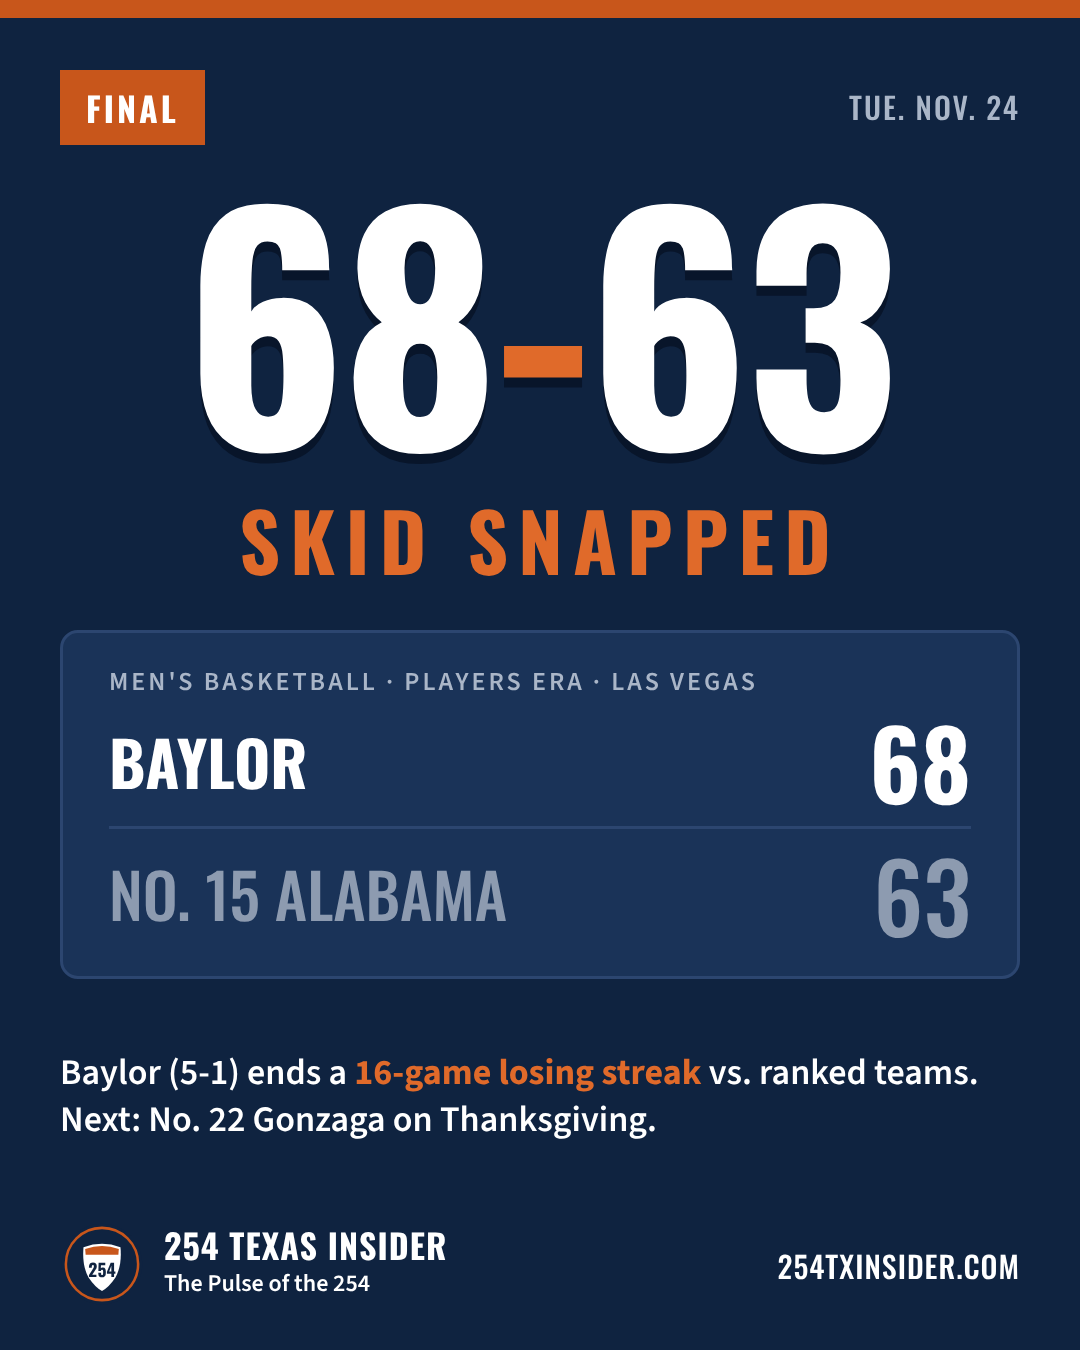 FINAL
TUE. NOV. 24
68-63
SKID SNAPPED
MEN'S BASKETBALL · PLAYERS ERA · LAS VEGAS
BAYLOR 68
NO. 15 ALABAMA 63
Baylor (5-1) ends a 16-game losing streak vs. ranked teams.
Next: No. 22 Gonzaga on Thanksgiving.
254
254 TEXAS INSIDER
The Pulse of the 254
254TXINSIDER.COM